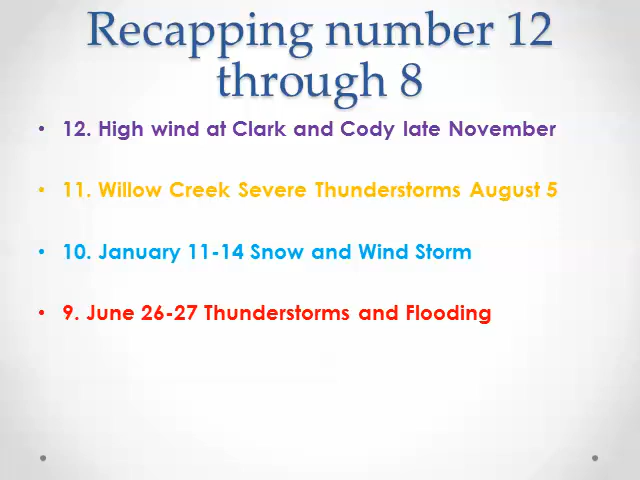 Recapping number 12
through 8
• 12. High wind at Clark and Cody late November
• 11. Willow Creek Severe Thunderstorms August 5
• 10. January 11-14 Snow and Wind Storm
• 9. June 26-27 Thunderstorms and Flooding